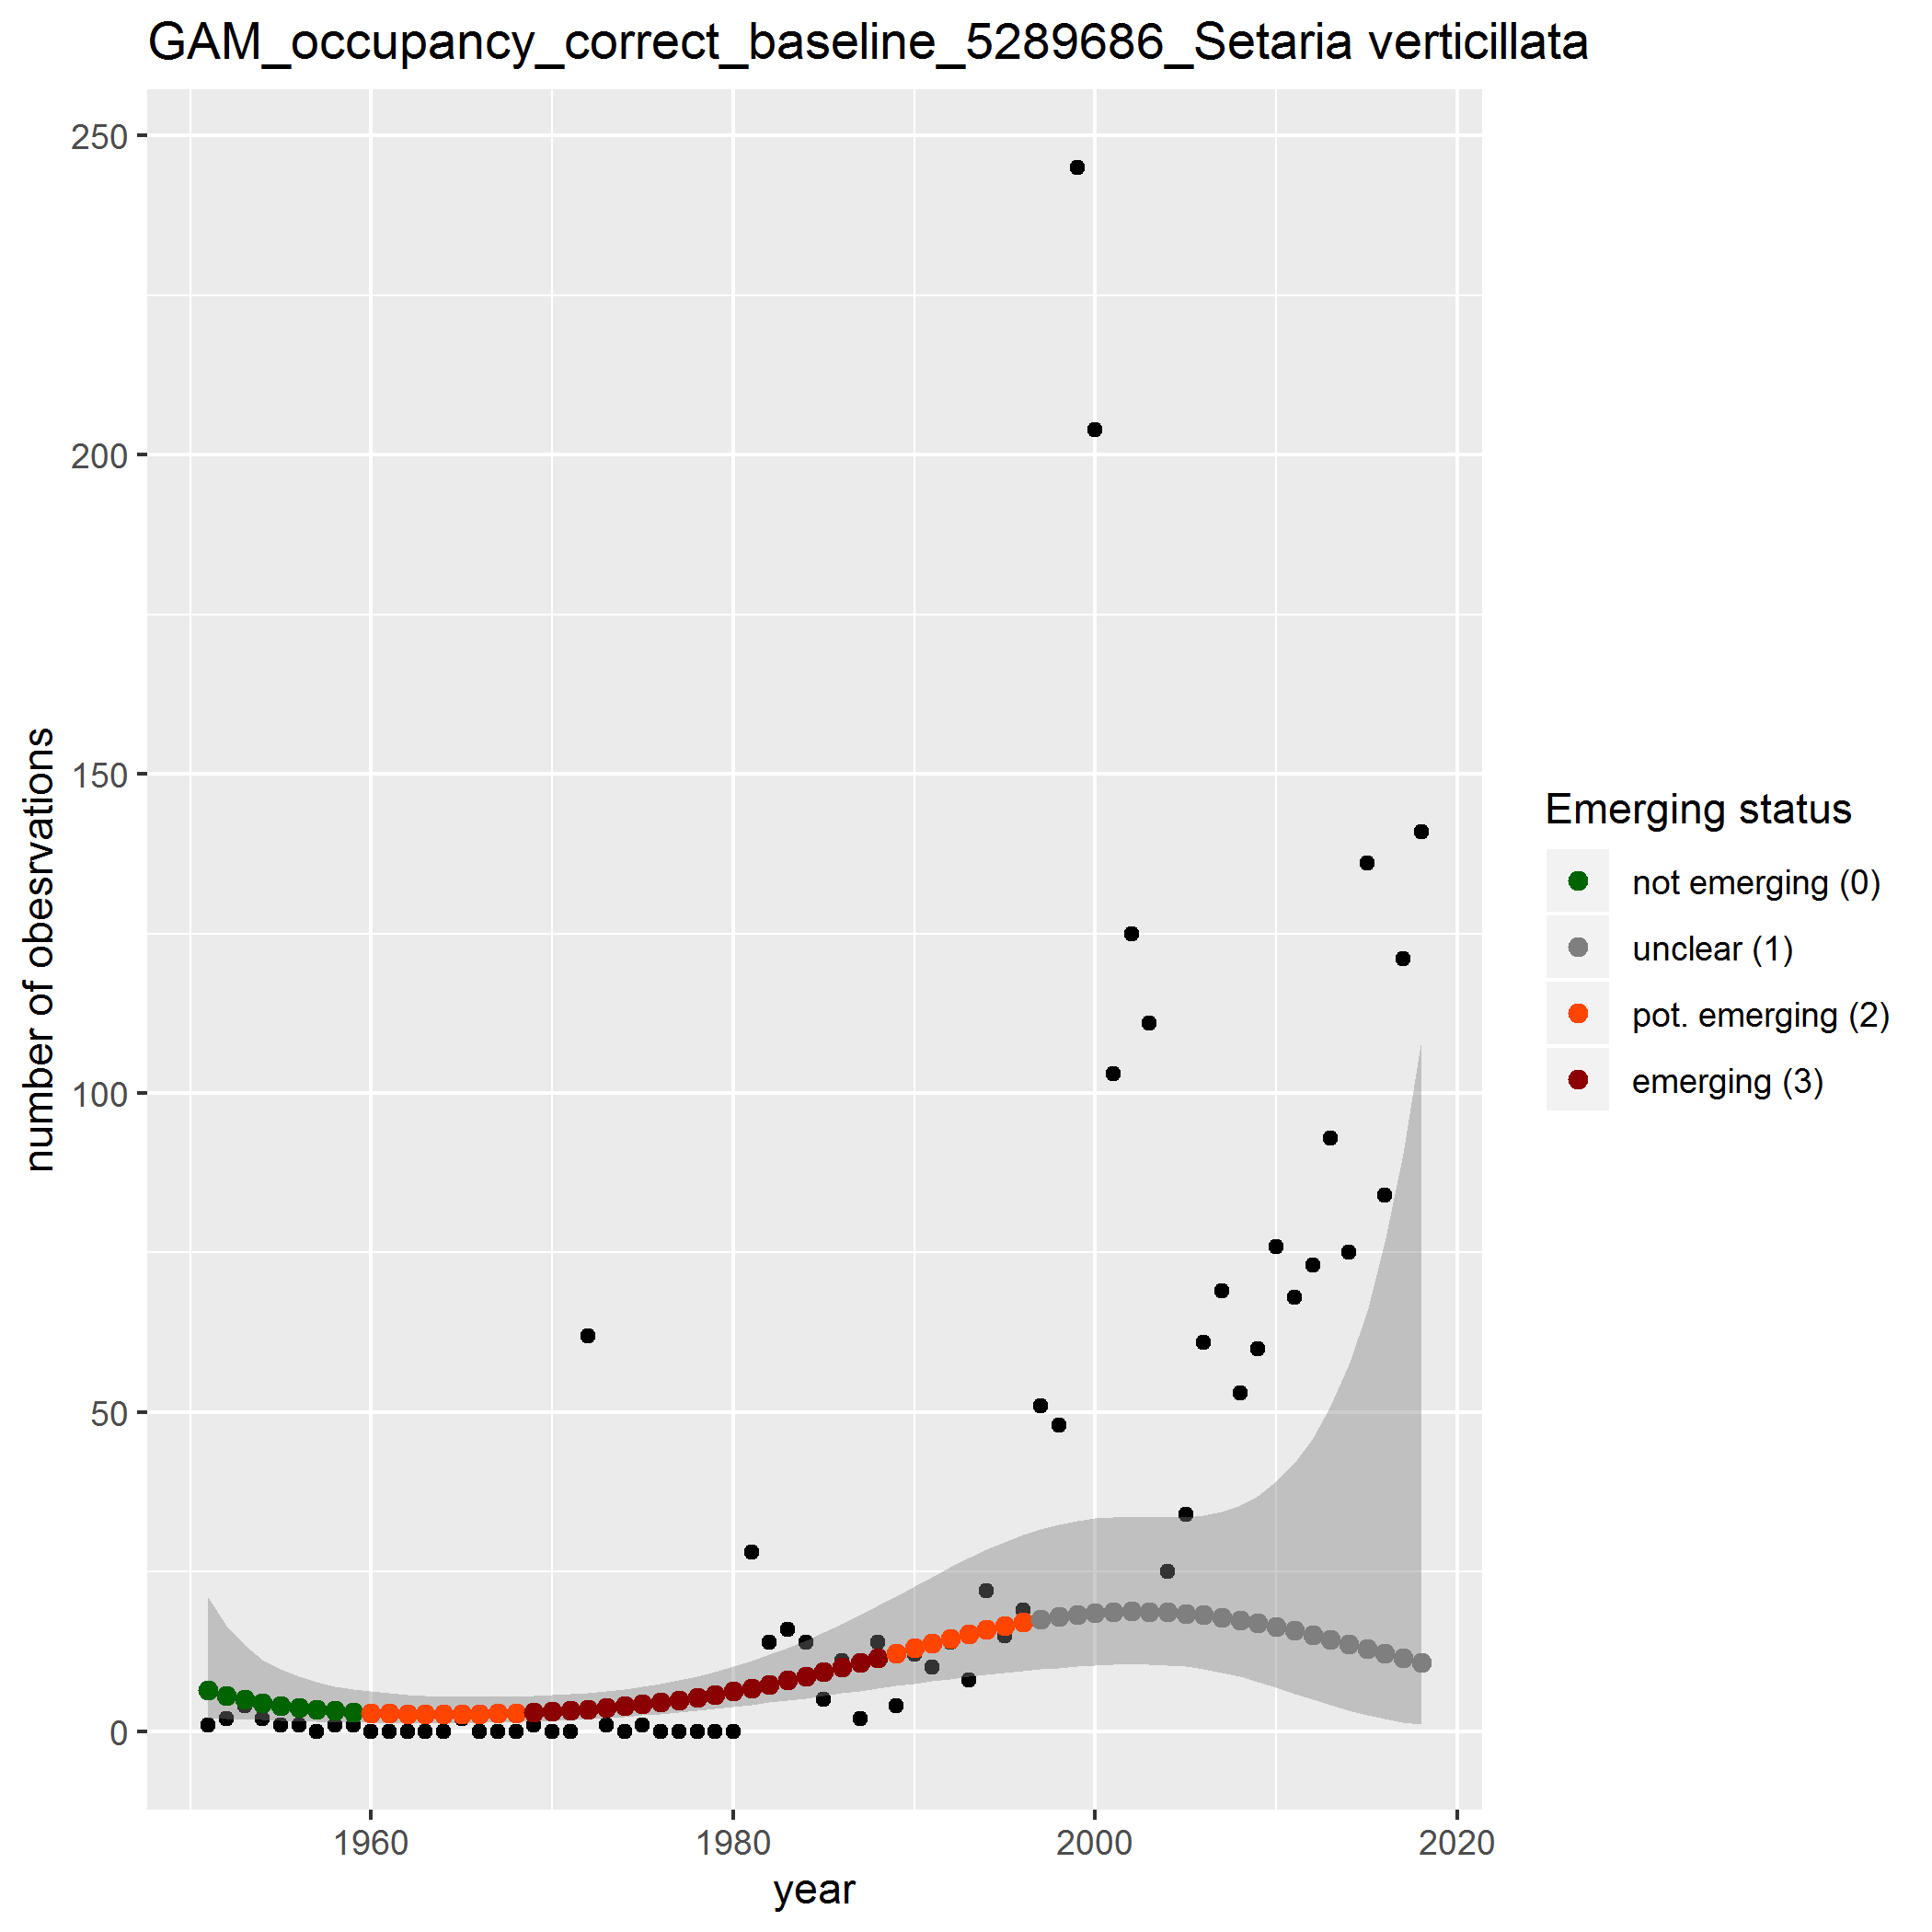 GAM_occupancy_correct_baseline_5289686_Setaria verticillata
250
200
150
100
50
0
number of obesrvations
1960
1980
2000
2020
year
Emerging status
not emerging (0)
unclear (1)
pot. emerging (2)
emerging (3)